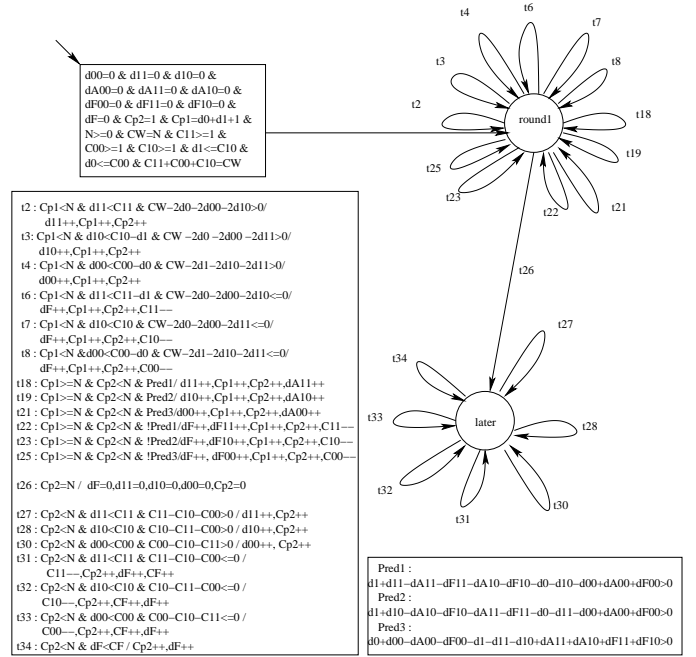 t6
t4
t7
t3
t8
d00=0 & d11=0 & d10=0 &
dA00=0 & dA11=0 & dA10=0 &
dF00=0 & dF11=0 & dF10=0 &
dF=0 & Cp2=1 & Cp1=d0+d1+1 &
N>=0 & CW=N & C11>=1 &
C00>=1 & C10>=1 & d1<=C10 &
d0<=C00 & C11+C00+C10=CW
t2
round1
t18
t19
t25
t23
t22
t21
t26
t2 : Cp1<N & d11<C11 & CW−2d0−2d00−2d10>0/
d11++,Cp1++,Cp2++
t3: Cp1<N & d10<C10−d1 & CW −2d0 −2d00 −2d11>0/
d10++,Cp1++,Cp2++
t4 : Cp1<N & d00<C00−d0 & CW−2d1−2d10−2d11>0/
d00++,Cp1++,Cp2++
t6 : Cp1<N & d11<C11−d1 & CW−2d0−2d00−2d10<=0/
dF++,Cp1++,Cp2++,C11−−
t7 : Cp1<N & d10<C10 & CW−2d0−2d00−2d11<=0/
dF++,Cp1++,Cp2++,C10−−
t8 : Cp1<N &d00<C00−d0 & CW−2d1−2d10−2d11<=0/
dF++,Cp1++,Cp2++,C00−−
t18 : Cp1>=N & Cp2<N & Pred1/ d11++,Cp1++,Cp2++,dA11++
t19 : Cp1>=N & Cp2<N & Pred2/ d10++,Cp1++,Cp2++,dA10++
t21 : Cp1>=N & Cp2<N & Pred3/d00++,Cp1++,Cp2++,dA00++
t22 : Cp1>=N & Cp2<N & !Pred1/dF++,dF11++,Cp1++,Cp2++,C11−−
t23 : Cp1>=N & Cp2<N & !Pred2/dF++,dF10++,Cp1++,Cp2++,C10−−
t25 : Cp1>=N & Cp2<N & !Pred3/dF++, dF00++,Cp1++,Cp2++,C00−−
t26 : Cp2=N / dF=0,d11=0,d10=0,d00=0,Cp2=0
t27 : Cp2<N & d11<C11 & C11−C10−C00>0 / d11++,Cp2++
t28 : Cp2<N & d10<C10 & C10−C11−C00>0 / d10++,Cp2++
t30 : Cp2<N & d00<C00 & C00−C10−C11>0 / d00++, Cp2++
t31 : Cp2<N & d11<C11 & C11−C10−C00<=0 /
C11−−,Cp2++,dF++,CF++
t32 : Cp2<N & d10<C10 & C10−C11−C00<=0 /
C10−−,Cp2++,CF++,dF++
t33 : Cp2<N & d00<C00 & C00−C10−C11<=0 /
C00−−,Cp2++,CF++,dF++
t34 : Cp2<N & dF<CF / Cp2++,dF++
t27
t34
t33
later
t28
t32
t31
t30
Pred1 :
d1+d11−dA11−dF11−dA10−dF10−d0−d10−d00+dA00+dF00>0
Pred2 :
d1+d10−dA10−dF10−dA11−dF11−d0−d11−d00+dA00+dF00>0
Pred3 :
d0+d00−dA00−dF00−d1−d11−d10+dA11+dA10+dF11+dF10>0